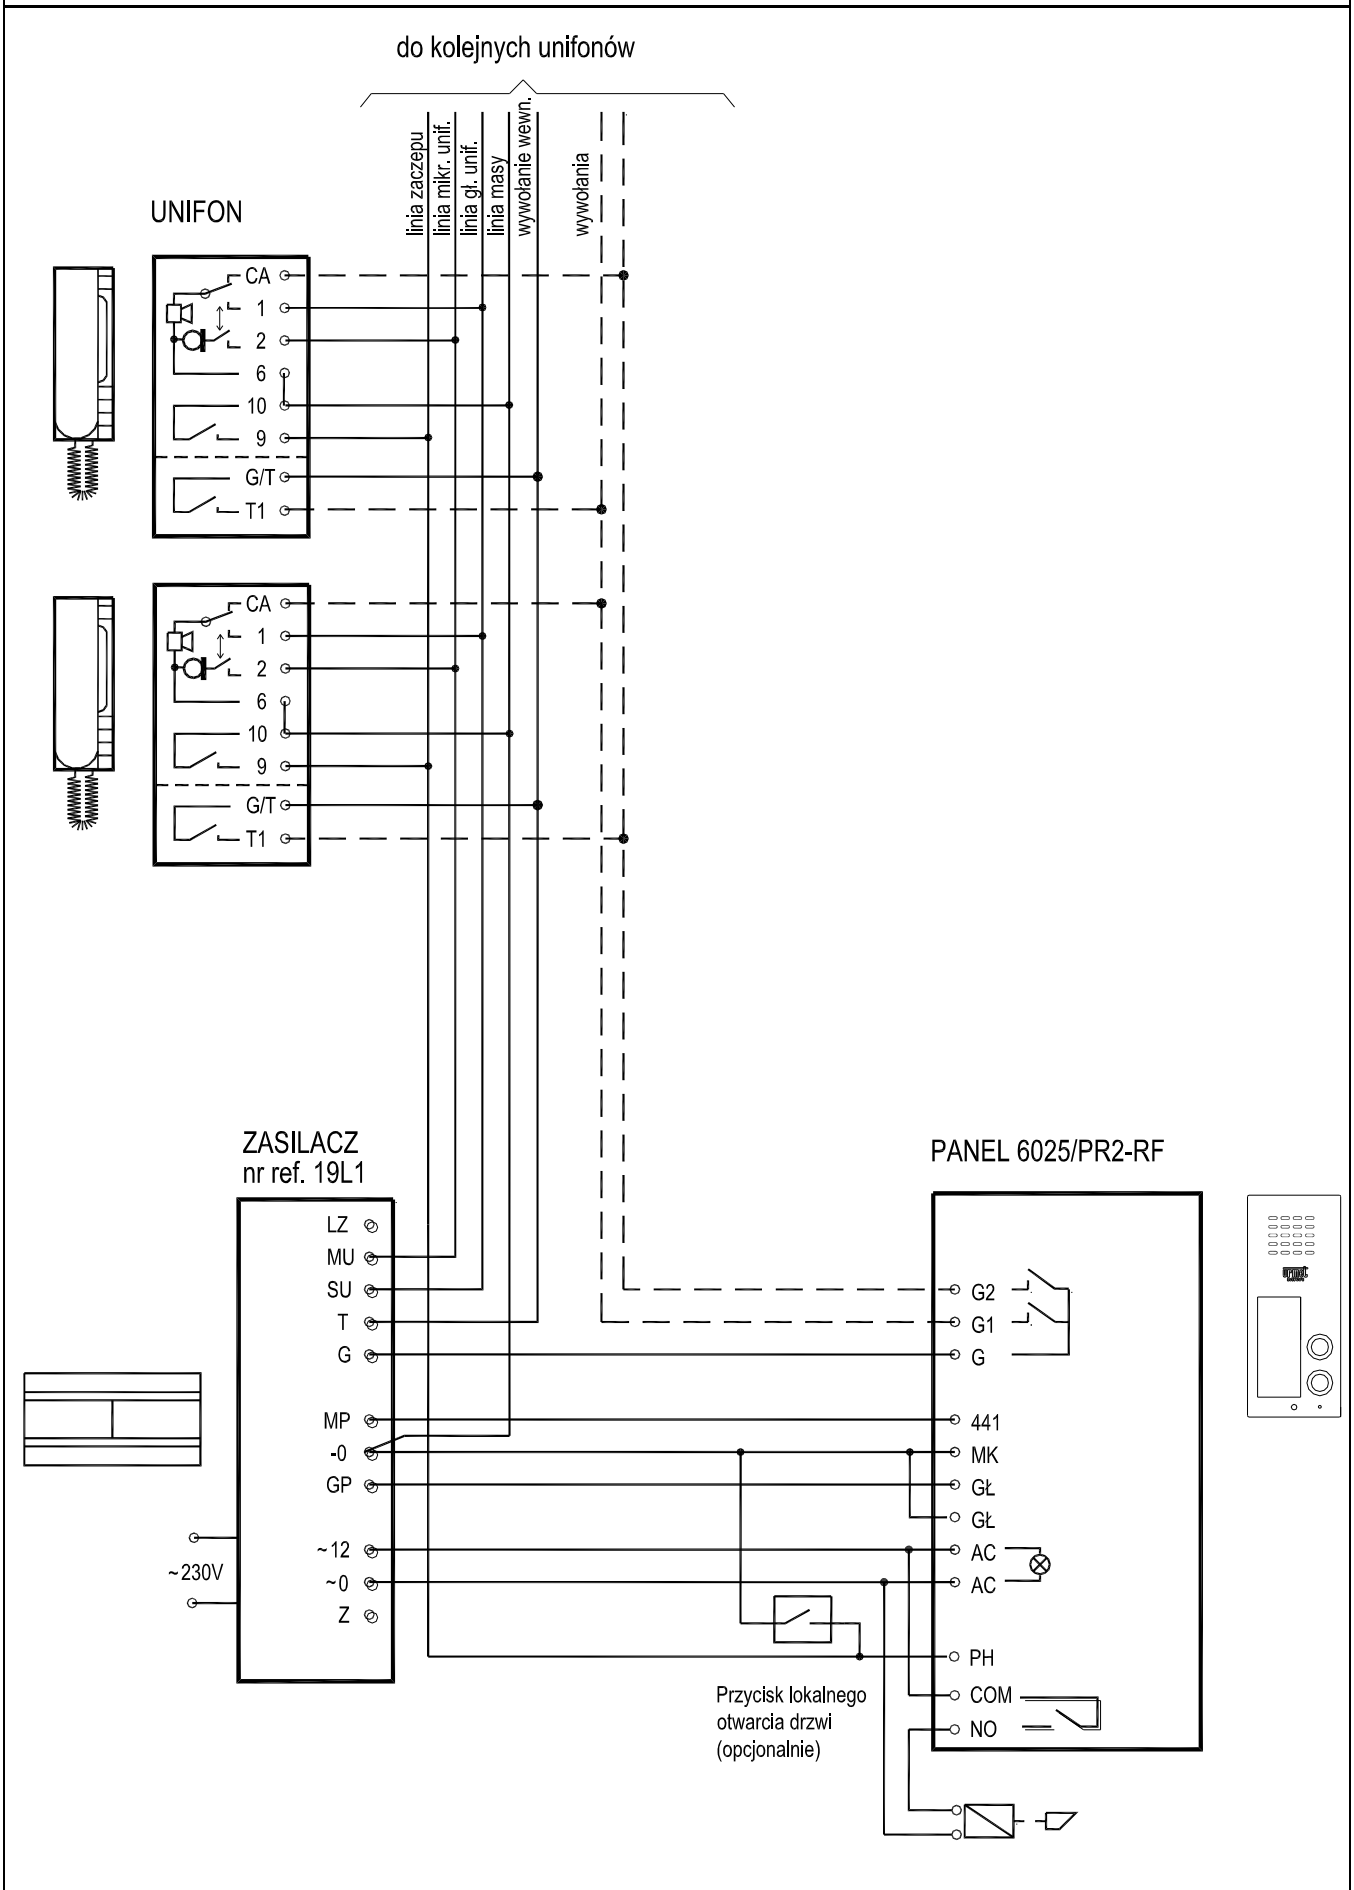 do kolejnych unifonów
linia zaczepu
linia mikr. unif.
linia gł. unif.
linia masy
wywołanie wewn.
wywołania
UNIFON
CA
1
2
6
10
9
G/T
T1
CA
1
2
6
10
9
G/T
T1
ZASILACZ
nr ref. 19L1
LZ
MU
SU
T
G
MP
-0
GP
~12
~0
Z
~230V
PANEL 6025/PR2-RF
G2
G1
G
441
MK
GŁ
GŁ
AC
AC
PH
COM
NO
urmet
Przycisk lokalnego
otwarcia drzwi
(opcjonalnie)